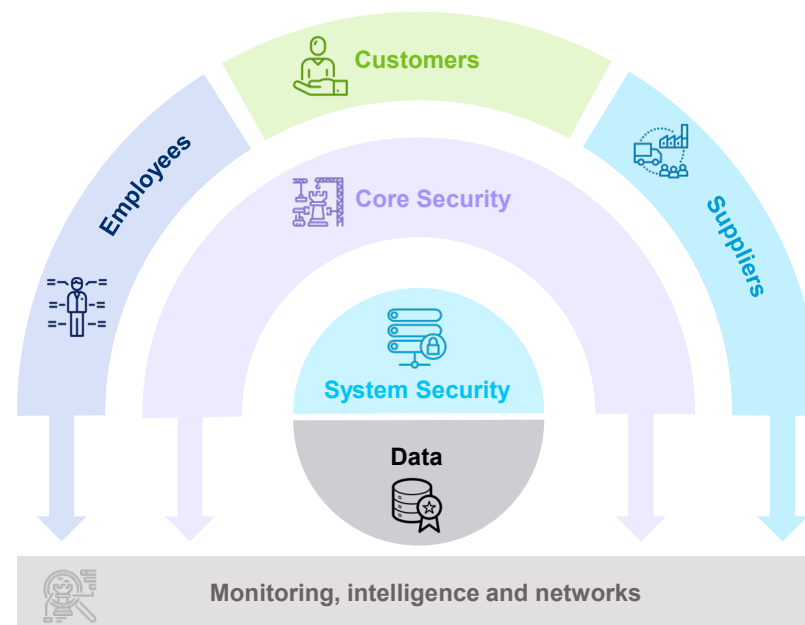 Customers
Employees
Suppliers
Core Security
System Security
Data
Monitoring, intelligence and networks